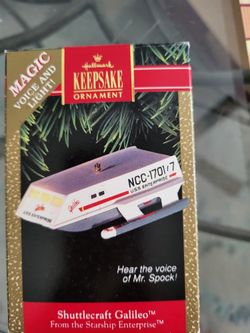 MAGIC
VOICE AND
LIGHT!
Hallmark
KEEPSAKE
ORNAMENT
NCC-1701/7
U.S.S. ENTERPRISE
Galileo
Hear the voice
of Mr. Spock!
Shuttlecraft Galileo™
From the Starship Enterprise™